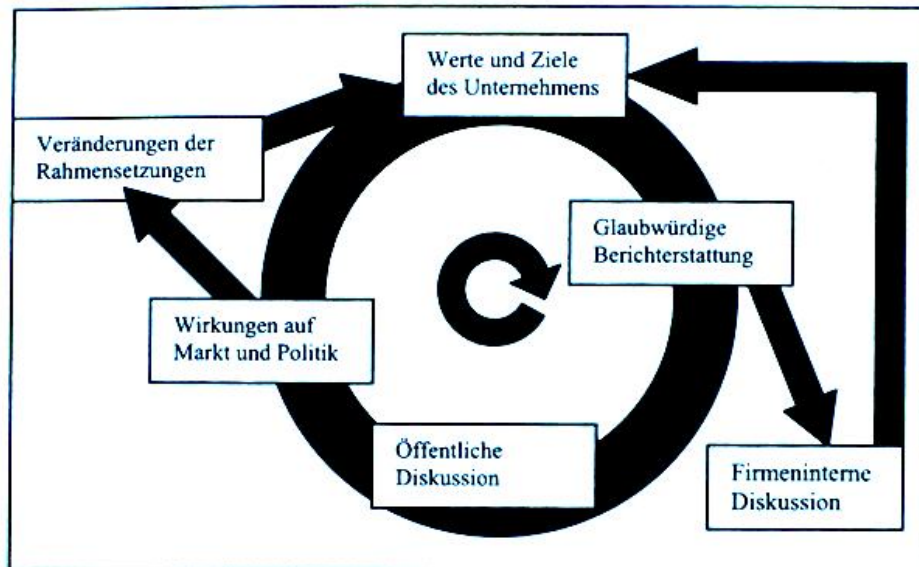 Werte und Ziele
des Unternehmens
Veränderungen der
Rahmensetzungen
Glaubwürdige
Berichterstattung
Wirkungen auf
Markt und Politik
Öffentliche
Diskussion
Firmeninterne
Diskussion